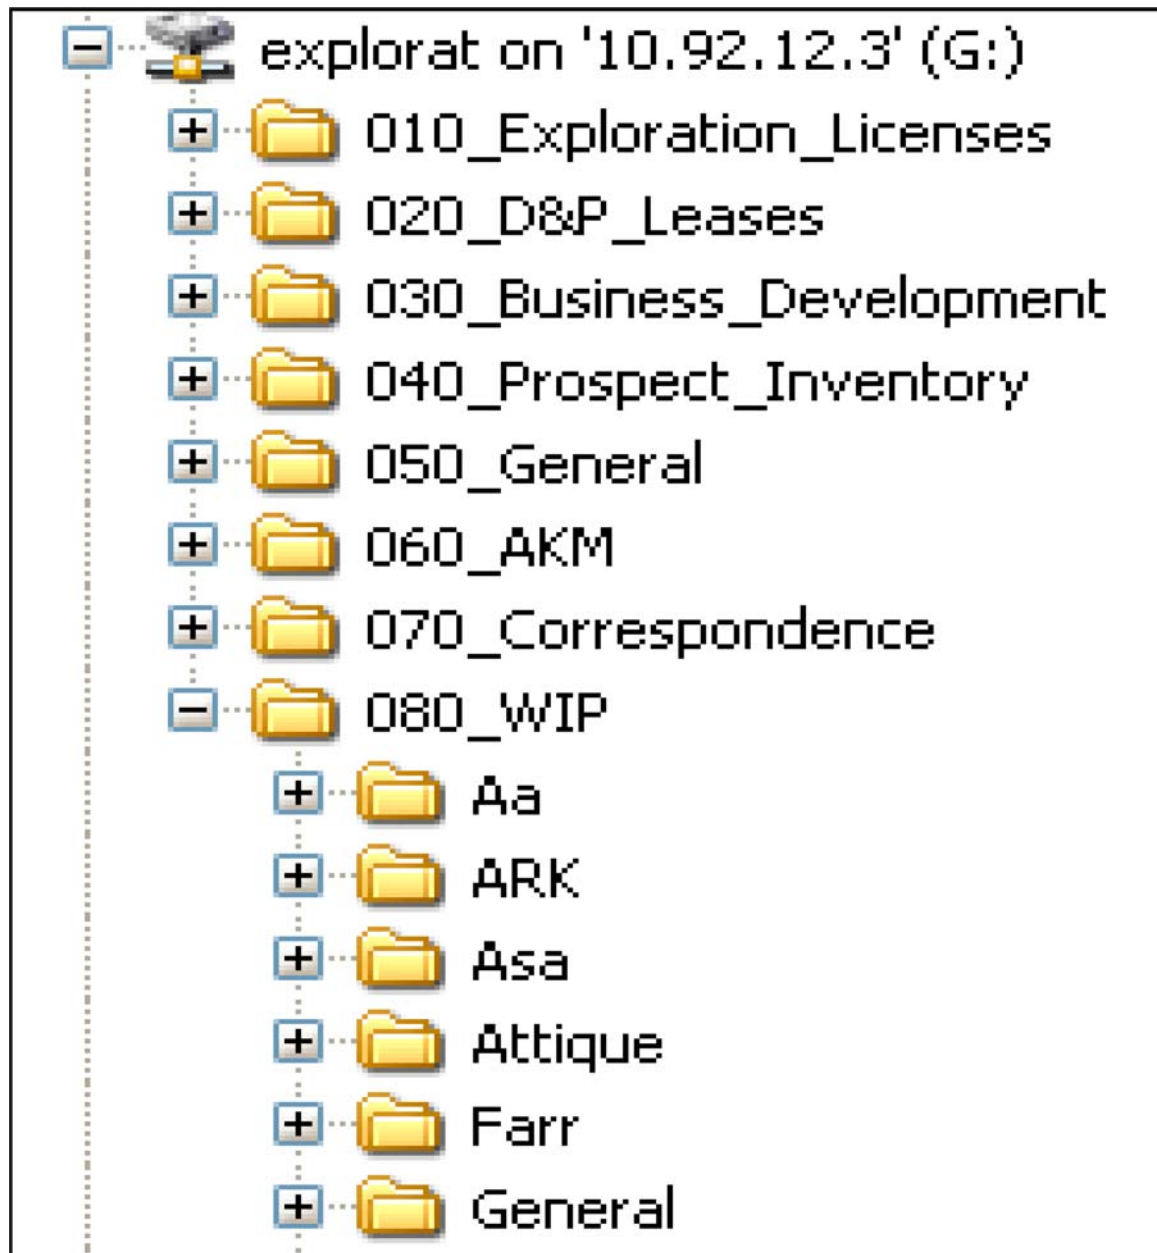 explorat on '10.92.12.3' (G:)
010_Exploration_Licenses
020_D&P_Leases
030_Business_Development
040_Prospect_Inventory
050_General
060_AKM
070_Correspondence
080_WIP
Aa
ARK
Asa
Attique
Farr
General